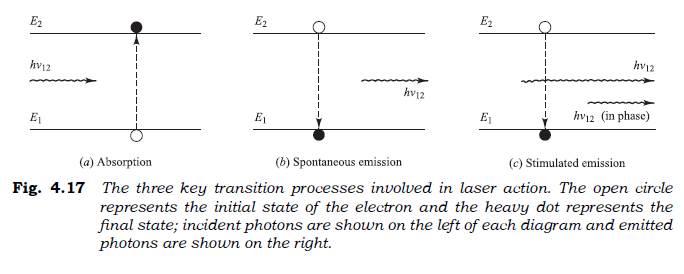 E2 E2 E2
hν12 hν12
hν12
E1 E1 E1 hν12 (in phase)
(a) Absorption (b) Spontaneous emission (c) Stimulated emission
Fig. 4.17 The three key transition processes involved in laser action. The open circle
represents the initial state of the electron and the heavy dot represents the
final state; incident photons are shown on the left of each diagram and emitted
photons are shown on the right.